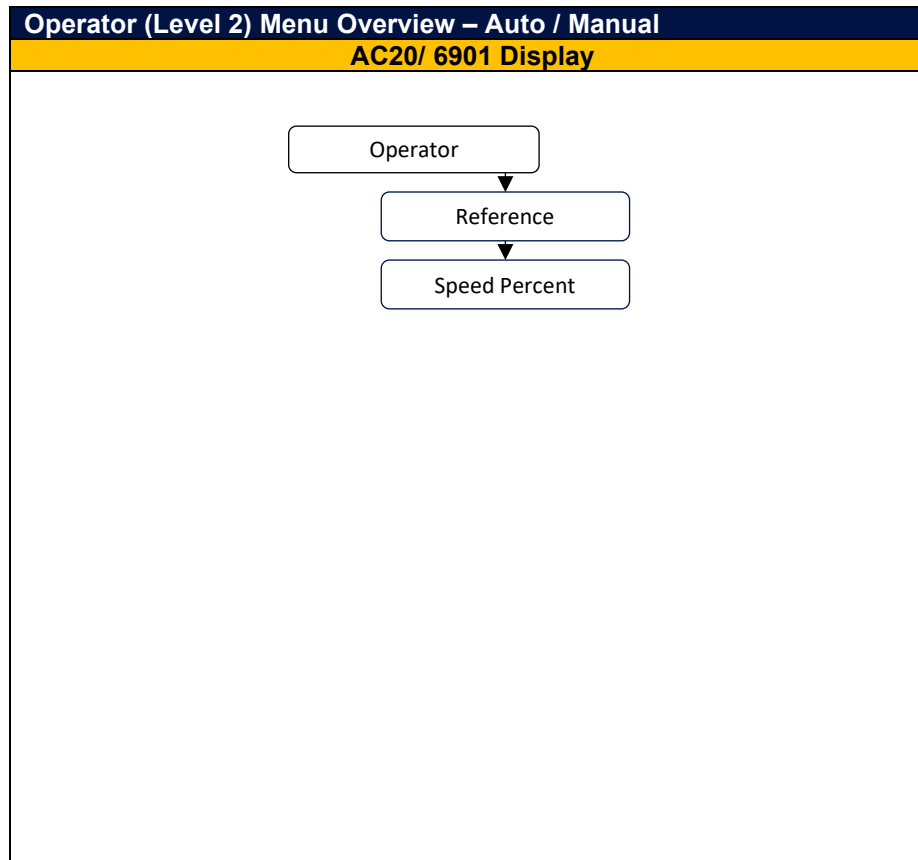 Operator (Level 2) Menu Overview – Auto / Manual
AC20/ 6901 Display
Operator
Reference
Speed Percent